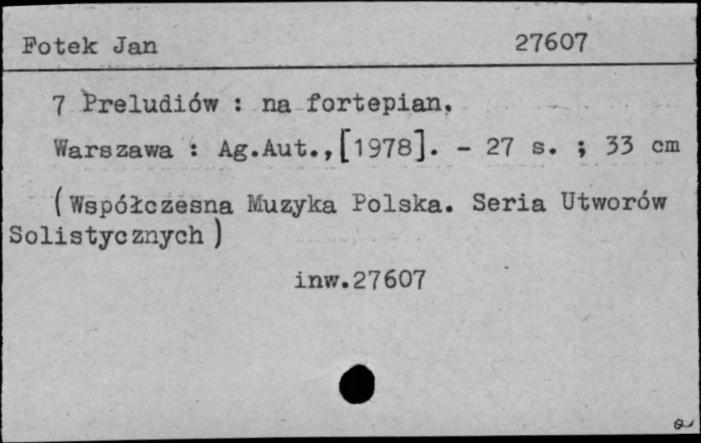 Fotek Jan 27607
7 Preludiów : na fortepian.
Warszawa : Ag.Aut.,[1978]. - 27 s. ; 33 cm
(Współczesna Muzyka Polska. Seria Utworów
Solistycznych)
inw.27607